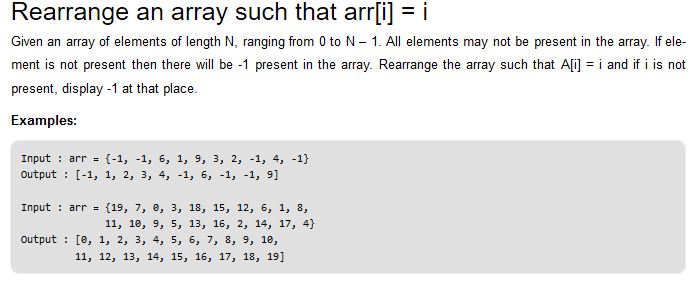 Rearrange an array such that arr[i] = i
Given an array of elements of length N, ranging from 0 to N – 1. All elements may not be present in the array. If ele-
ment is not present then there will be -1 present in the array. Rearrange the array such that A[i] = i and if i is not
present, display -1 at that place.
Examples:
Input : arr = {-1, -1, 6, 1, 9, 3, 2, -1, 4, -1}
Output : [-1, 1, 2, 3, 4, -1, 6, -1, -1, 9]
Input : arr = {19, 7, 0, 3, 18, 15, 12, 6, 1, 8,
11, 10, 9, 5, 13, 16, 2, 14, 17, 4}
Output : [0, 1, 2, 3, 4, 5, 6, 7, 8, 9, 10,
11, 12, 13, 14, 15, 16, 17, 18, 19]